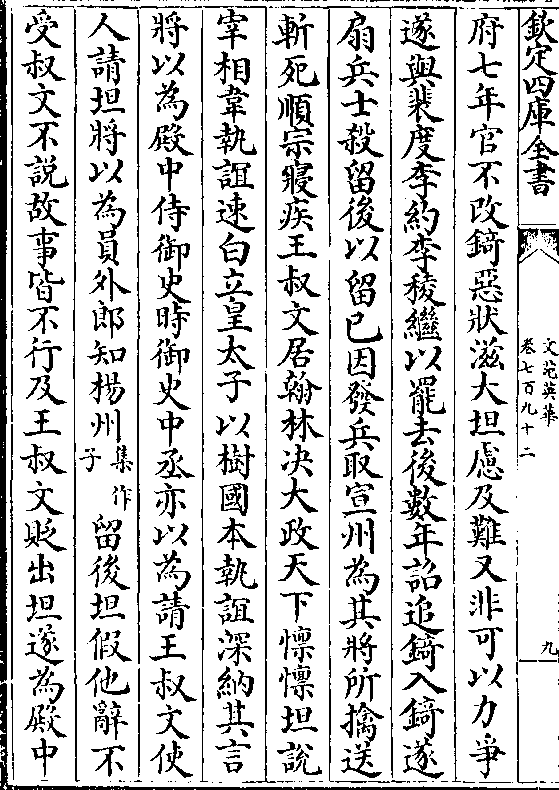 欽定四庫全書
文苑英華
卷七百九十二
九
府七年官不改錡惡狀滋大坦慮及難又非可以力爭
遂與裴度李約李稜繼以罷去後數年詔追錡入錡遂
扇兵士殺留後以留已因發兵取宣州為其將所擒送
斬死順宗寢疾王叔文居翰林决大政天下懔懔坦說
宰相韋執誼速白立皇太子以樹國本執誼深納其言
將以為殿中侍御史時御史中丞亦以為請王叔文使
人請坦將以為員外郎知楊州集作子留後坦假他辭不
受叔文不説故事皆不行及王叔文貶出坦遂為殿中